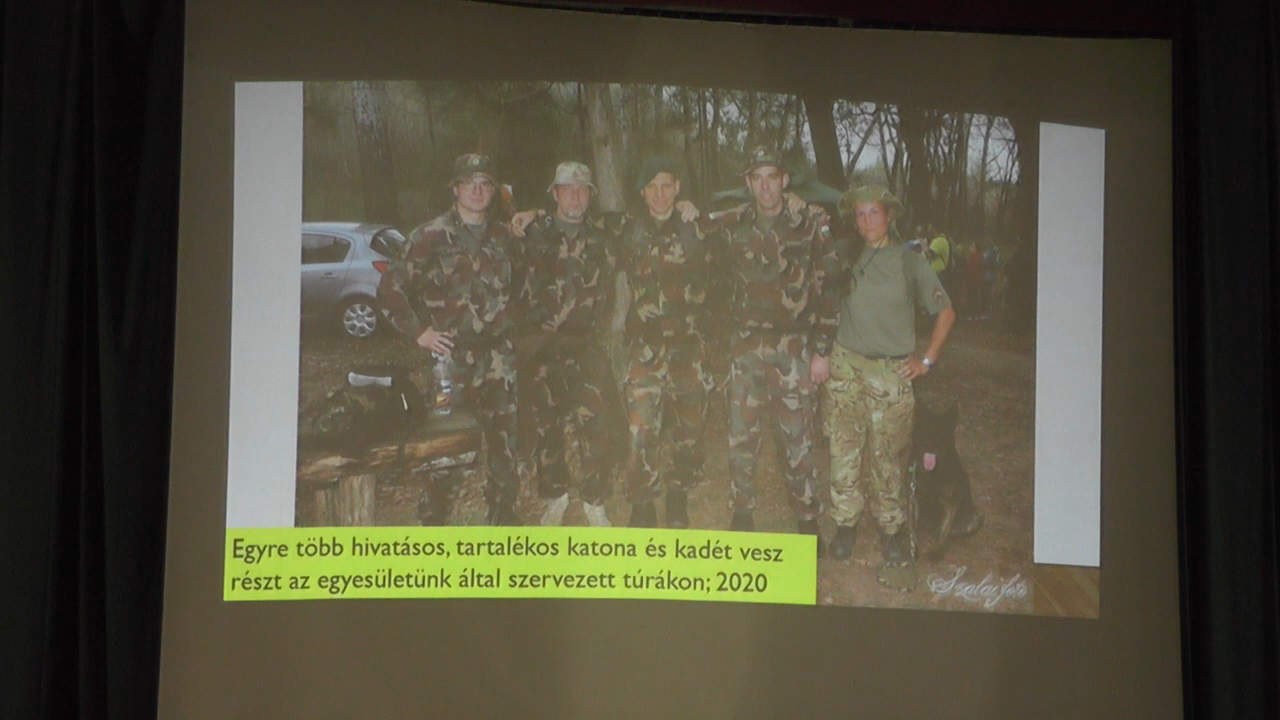 Egyre több hivatásos, tartalékos katona és kadét vesz
részt az egyesületünk által szervezett túrákon; 2020
Szalai fotó